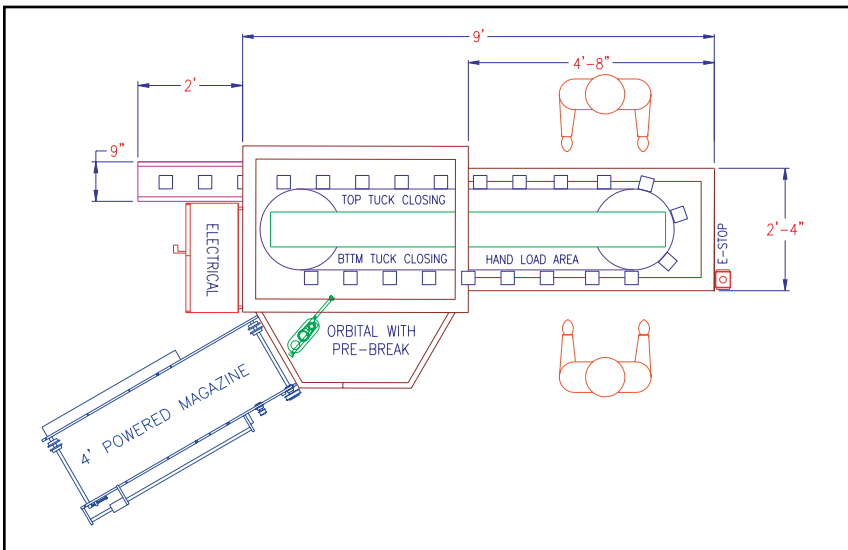 9'
4'-8"
2'
9"
TOP TUCK CLOSING
ELECTRICAL
BTTM TUCK CLOSING
HAND LOAD AREA
E-STOP
2'-4"
ORBITAL WITH
PRE-BREAK
4' POWERED MAGAZINE